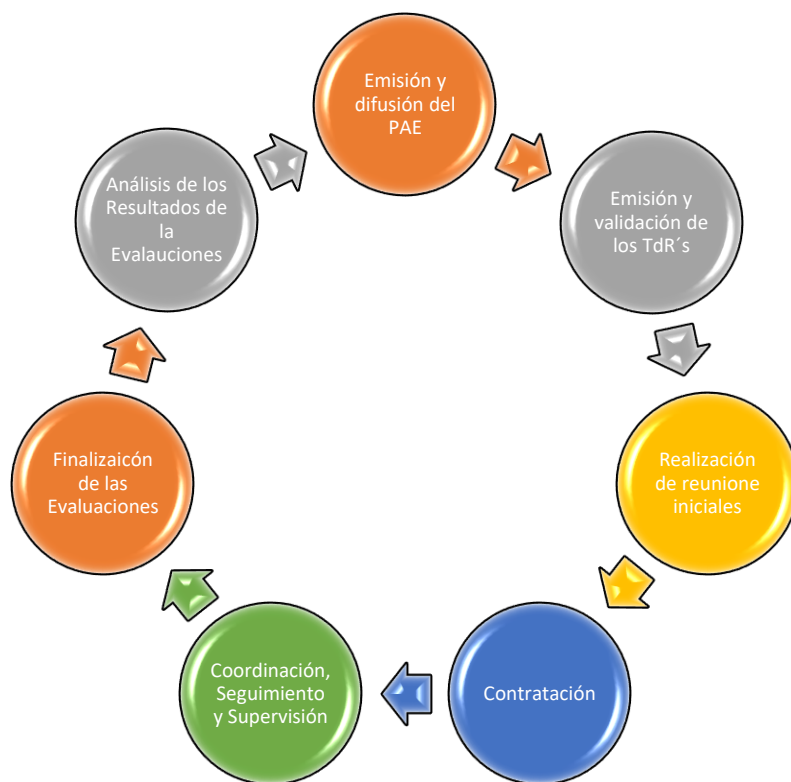 Emisión y
difusión del
PAE
Emisión y
validación de
los TdR´s
Realización
de reunione
iniciales
Contratación
Coordinación,
Seguimiento
y Supervisión
Finalizaicón
de las
Evaluaciones
Análisis de los
Resultados de
la
Evalauciones